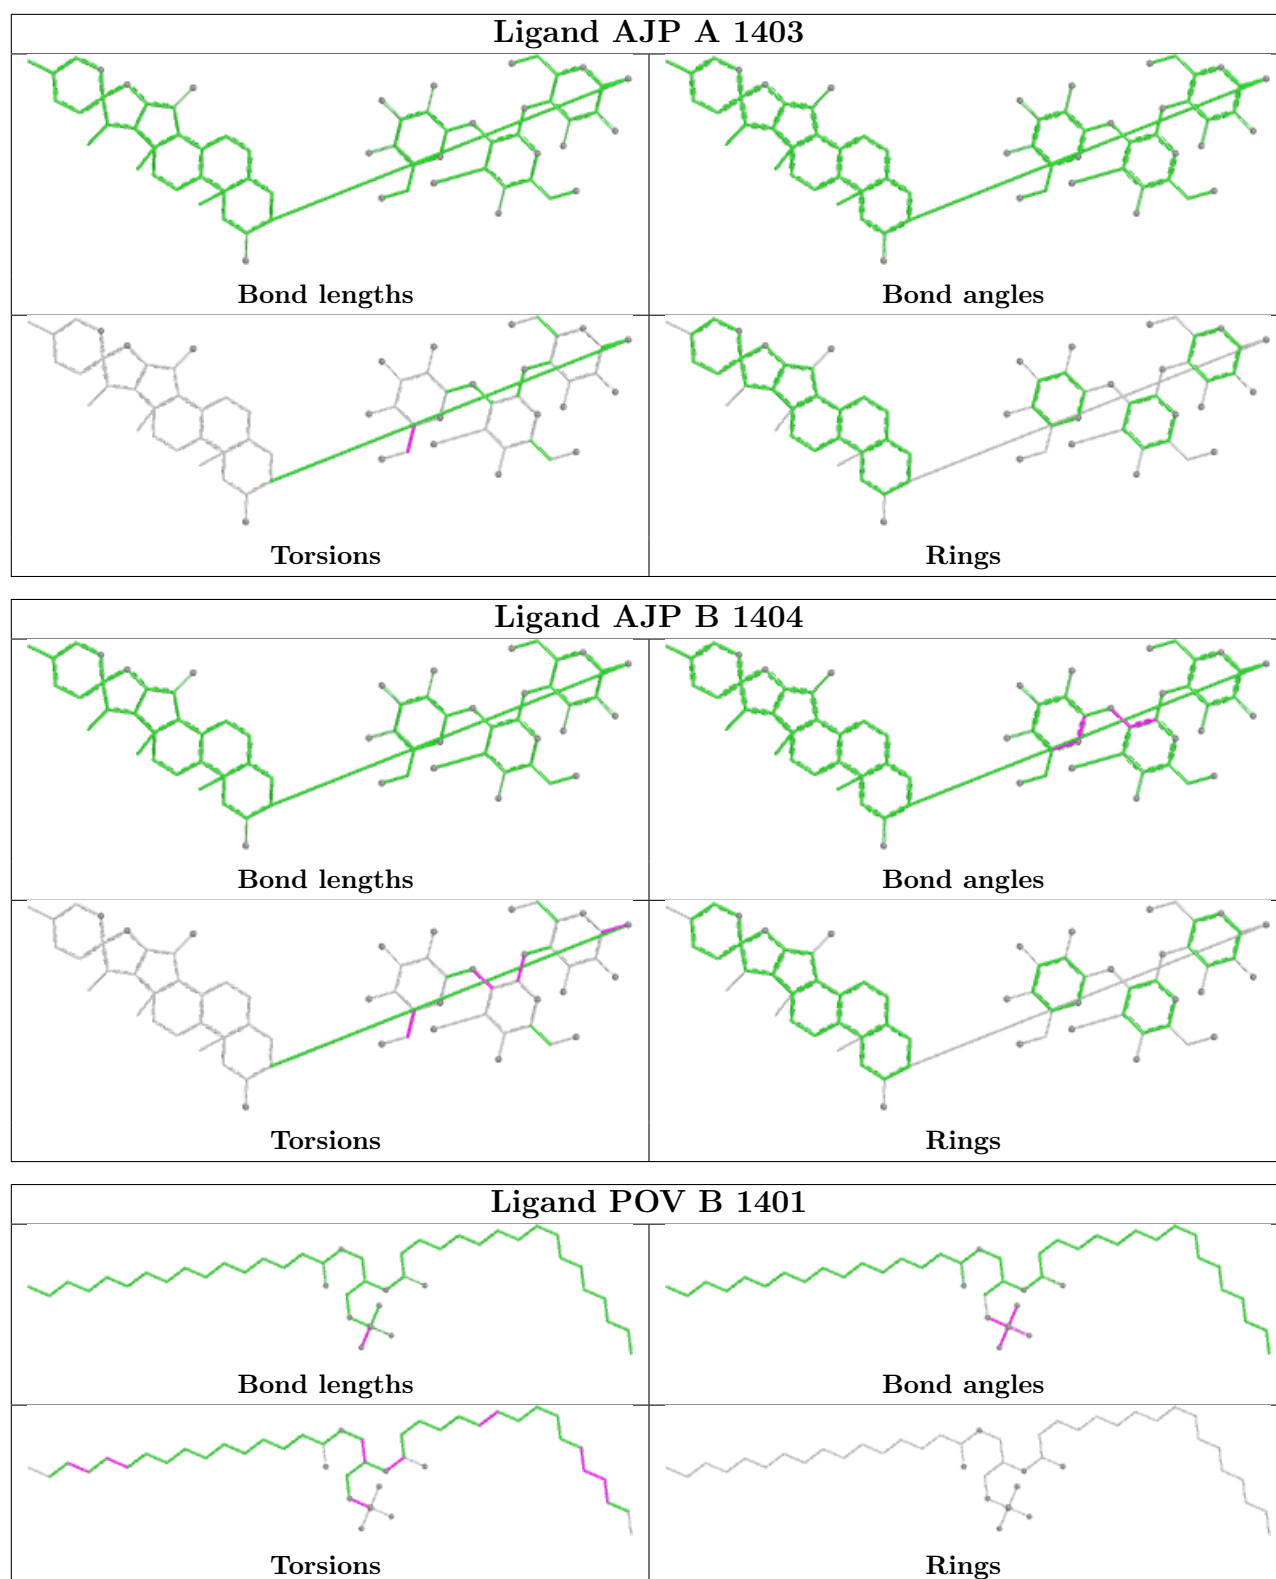 Ligand AJP A 1403
Bond lengths
Bond angles
Torsions
Rings
Ligand AJP B 1404
Bond lengths
Bond angles
Torsions
Rings
Ligand POV B 1401
Bond lengths
Bond angles
Torsions
Rings